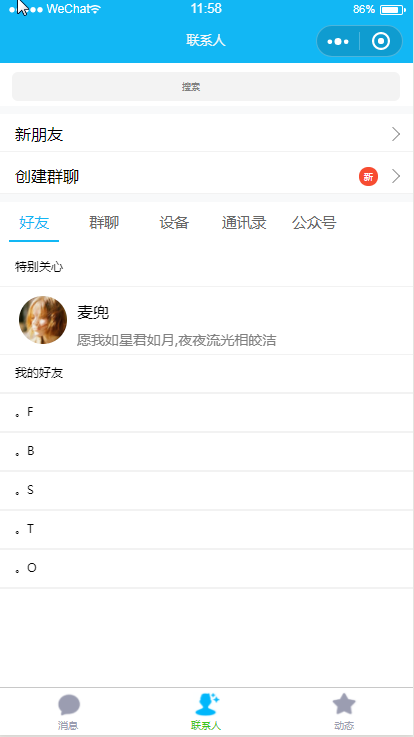 WeChat 11:58 86%
联系人
搜索
新朋友
创建群聊 新
好友 群聊 设备 通讯录 公众号
特别关心
麦兜
愿我如星君如月,夜夜流光相皎洁
我的好友
。F
。B
。S
。T
。O
消息 联系人 动态